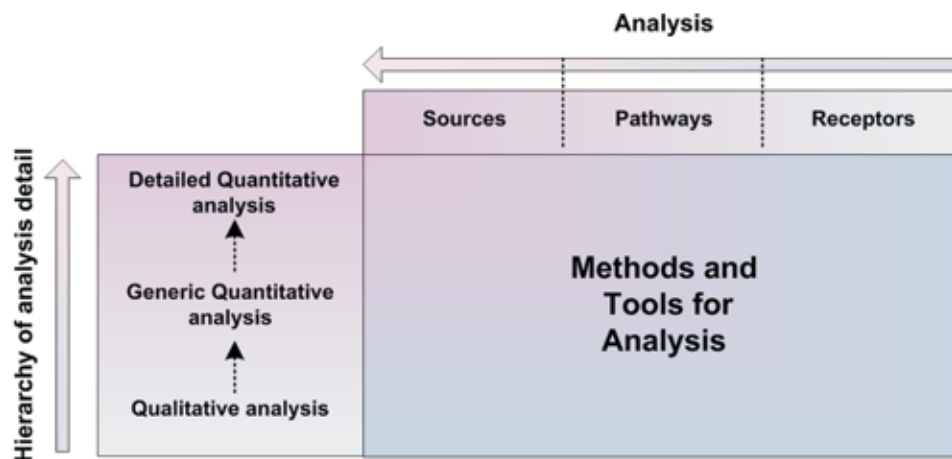 Analysis
Sources
Pathways
Receptors
Hierarchy of analysis detail
Detailed Quantitative
analysis
Generic Quantitative
analysis
Qualitative analysis
Methods and
Tools for
Analysis